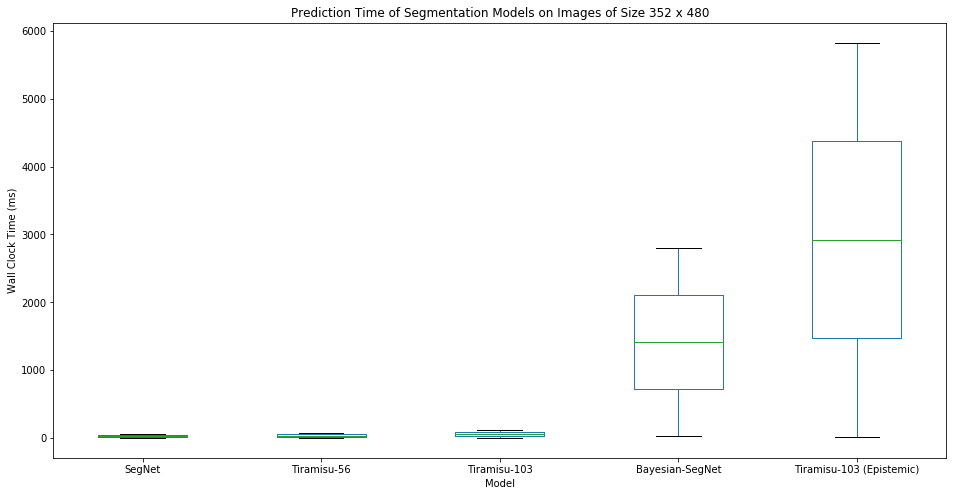 Prediction Time of Segmentation Models on Images of Size 352 x 480
6000
5000
4000
3000
2000
1000
0
Wall Clock Time (ms)
SegNet
Tiramisu-56
Tiramisu-103
Bayesian-SegNet
Tiramisu-103 (Epistemic)
Model